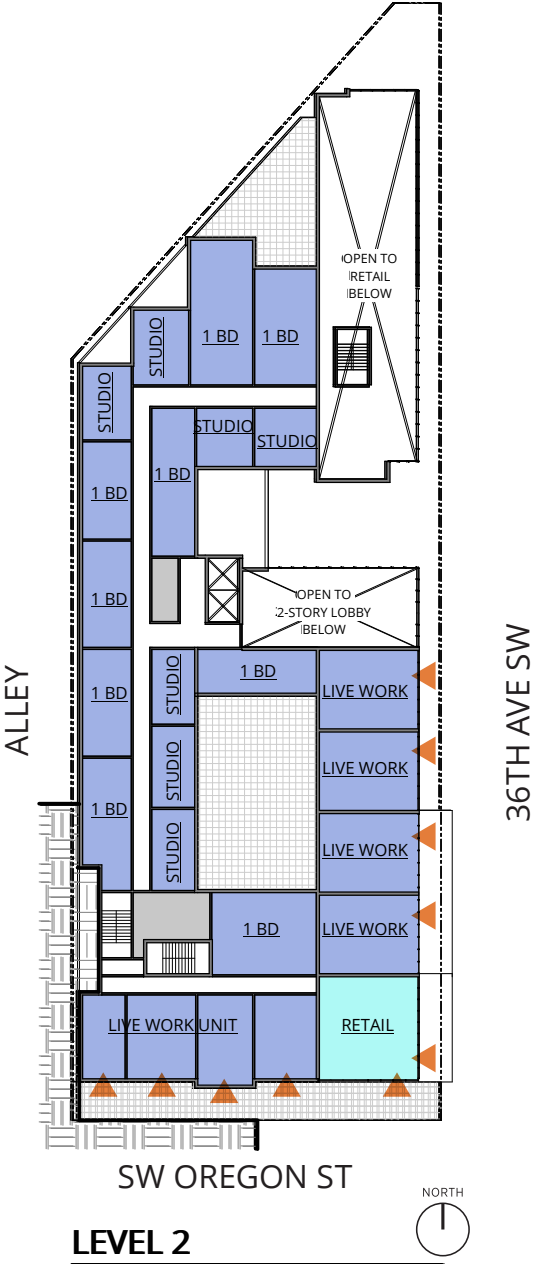 OPEN TO
RETAIL
BELOW
STUDIO
1 BD
1 BD
STUDIO
STUDIO
STUDIO
1 BD
1 BD
1 BD
OPEN TO
2-STORY LOBBY
BELOW
1 BD
STUDIO
1 BD
LIVE WORK
1 BD
STUDIO
LIVE WORK
1 BD
STUDIO
LIVE WORK
1 BD
LIVE WORK
LIVE WORK UNIT
RETAIL
ALLEY
36TH AVE SW
SW OREGON ST
NORTH
LEVEL 2